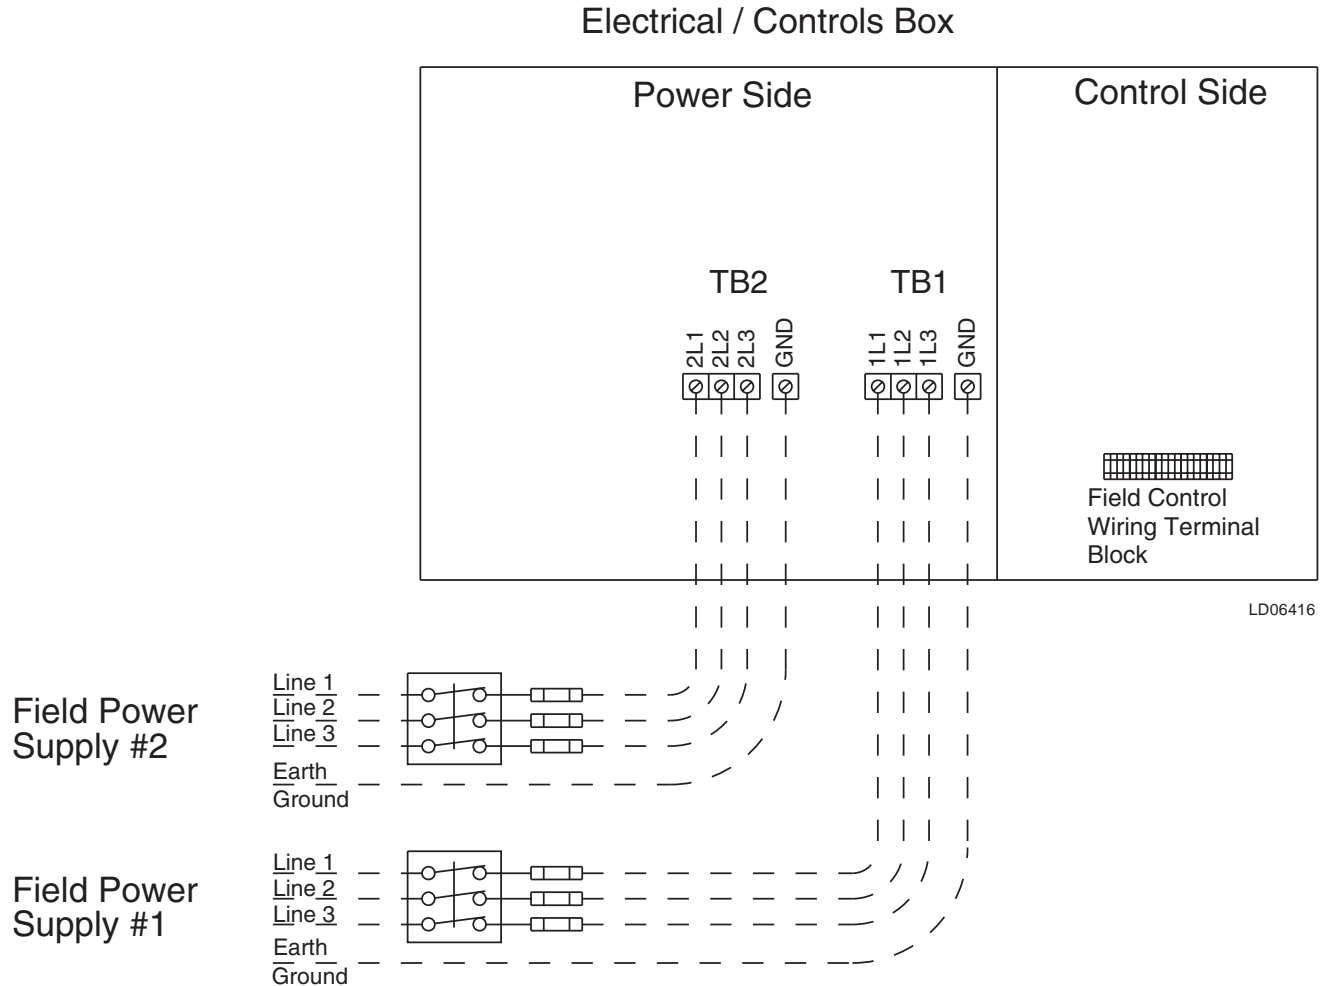 Electrical / Controls Box
Power Side
Control Side
TB2
TB1
2L1
2L2
2L3
GND
1L1
1L2
1L3
GND
Field Control
Wiring Terminal
Block
LD06416
Field Power
Supply #2
Line 1
Line 2
Line 3
Earth
Ground
Field Power
Supply #1
Line 1
Line 2
Line 3
Earth
Ground